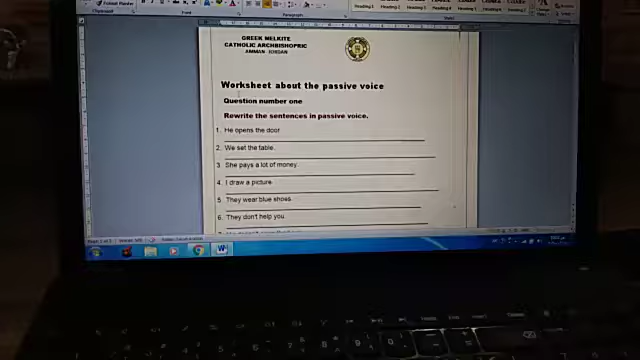 GREEK MELKITE
CATHOLIC ARCHBISHOPRIC
AMMAN - JORDAN
Worksheet about the passive voice
Question number one
Rewrite the sentences in passive voice.
1. He opens the door
2. We set the table.
3. She pays a lot of money.
4. I draw a picture.
5. They wear blue shoes.
6. They don't help you.